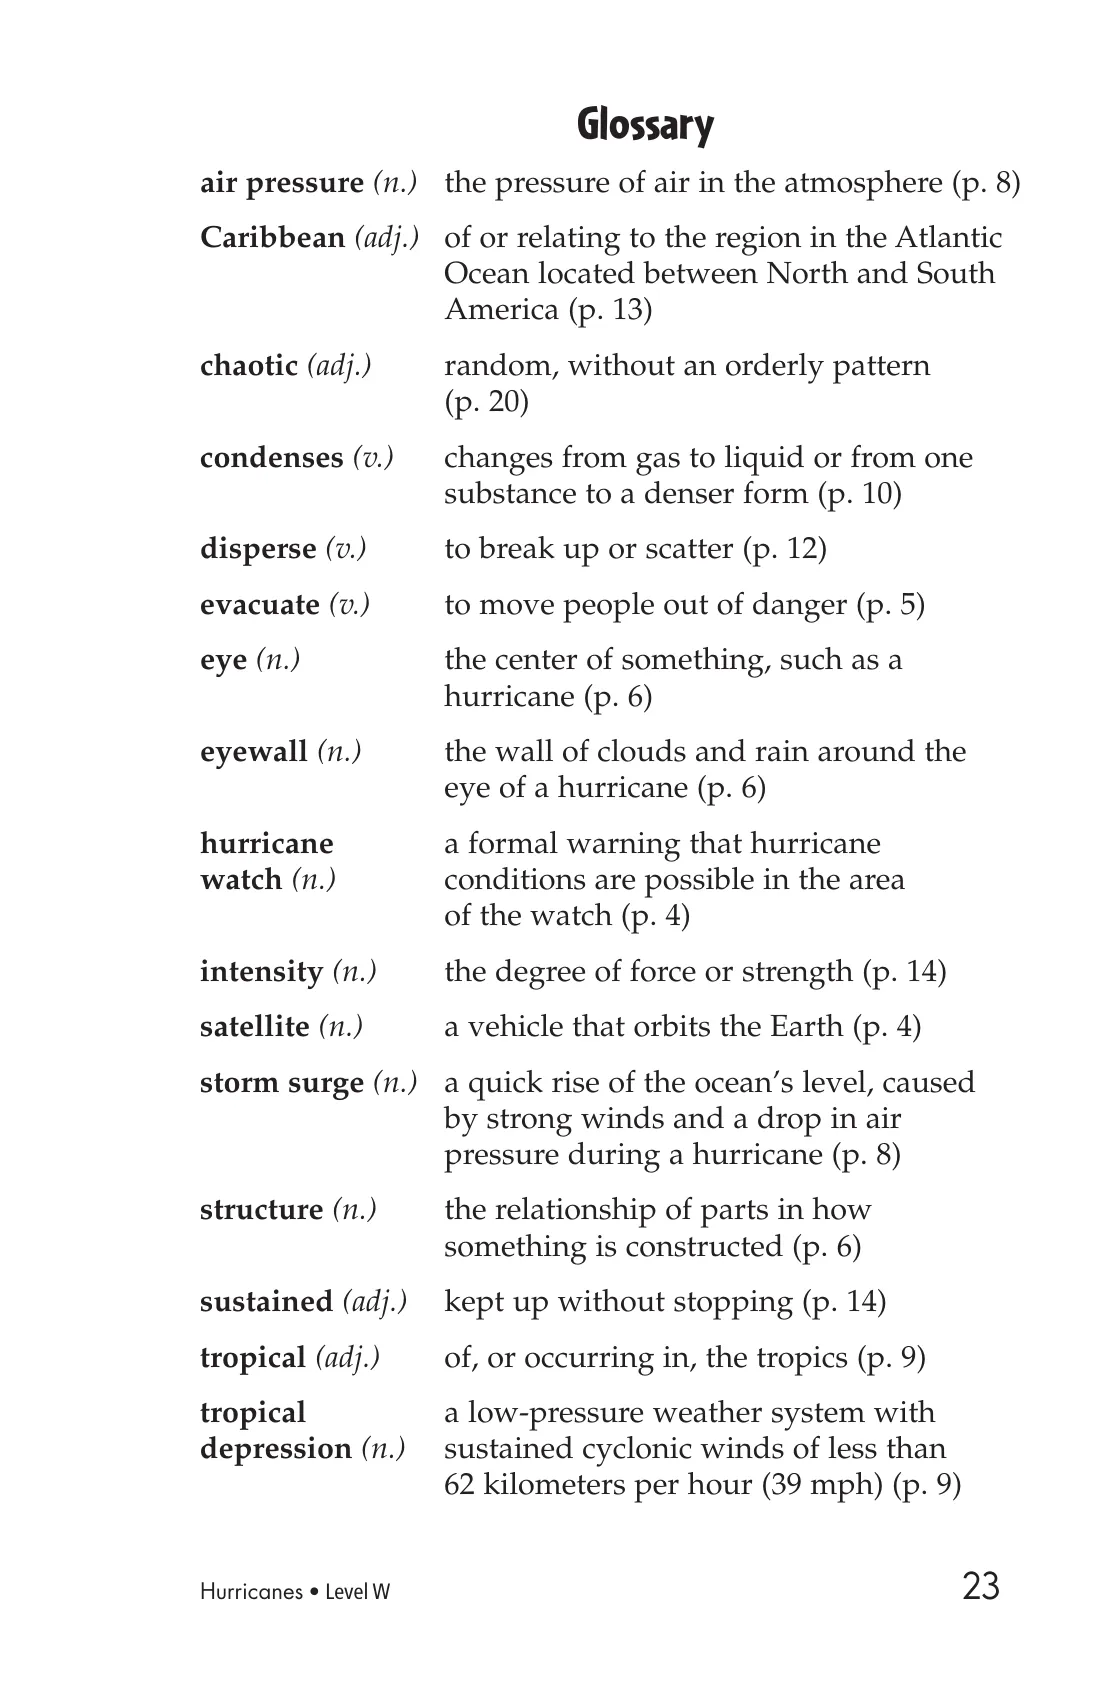 Glossary
air pressure (n.) the pressure of air in the atmosphere (p. 8)
Caribbean (adj.) of or relating to the region in the Atlantic
Ocean located between North and South
America (p. 13)
chaotic (adj.) random, without an orderly pattern
(p. 20)
condenses (v.) changes from gas to liquid or from one
substance to a denser form (p. 10)
disperse (v.) to break up or scatter (p. 12)
evacuate (v.) to move people out of danger (p. 5)
eye (n.) the center of something, such as a
hurricane (p. 6)
eyewall (n.) the wall of clouds and rain around the
eye of a hurricane (p. 6)
hurricane a formal warning that hurricane
watch (n.) conditions are possible in the area
of the watch (p. 4)
intensity (n.) the degree of force or strength (p. 14)
satellite (n.) a vehicle that orbits the Earth (p. 4)
storm surge (n.) a quick rise of the ocean’s level, caused
by strong winds and a drop in air
pressure during a hurricane (p. 8)
structure (n.) the relationship of parts in how
something is constructed (p. 6)
sustained (adj.) kept up without stopping (p. 14)
tropical (adj.) of, or occurring in, the tropics (p. 9)
tropical a low-pressure weather system with
depression (n.) sustained cyclonic winds of less than
62 kilometers per hour (39 mph) (p. 9)
Hurricanes • Level W 23